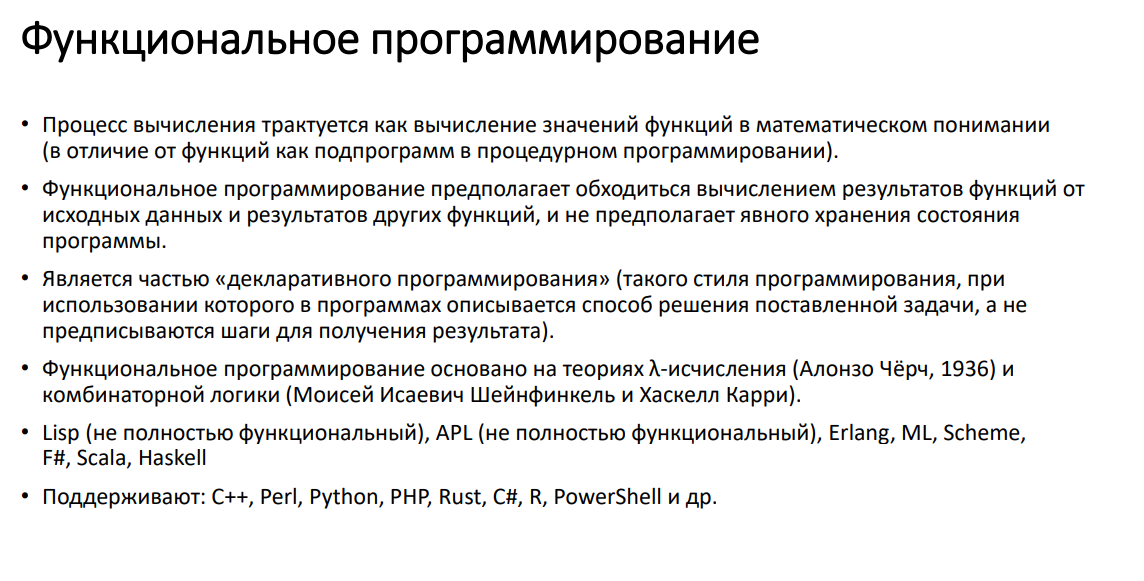 Функциональное программирование
• Процесс вычисления трактуется как вычисление значений функций в математическом понимании
(в отличие от функций как подпрограмм в процедурном программировании).
• Функциональное программирование предполагает обходиться вычислением результатов функций от
исходных данных и результатов других функций, и не предполагает явного хранения состояния
программы.
• Является частью «декларативного программирования» (такого стиля программирования, при
использовании которого в программах описывается способ решения поставленной задачи, а не
предписываются шаги для получения результата).
• Функциональное программирование основано на теориях λ-исчисления (Алонзо Чёрч, 1936) и
комбинаторной логики (Моисей Исаевич Шейнфинкель и Хаскелл Карри).
• Lisp (не полностью функциональный), APL (не полностью функциональный), Erlang, ML, Scheme,
F#, Scala, Haskell
• Поддерживают: C++, Perl, Python, PHP, Rust, C#, R, PowerShell и др.